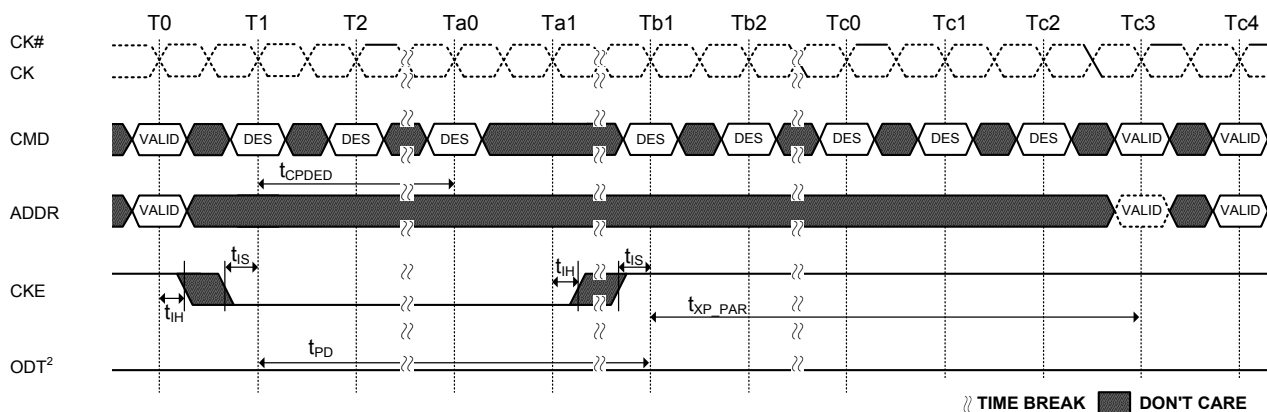 T0 T1 T2 Ta0 Ta1 Tb1 Tb2 Tc0 Tc1 Tc2 Tc3 Tc4
CK#
CK
CMD VALID DES DES DES DES DES DES DES DES VALID VALID
tCPDED
ADDR VALID VALID VALID
tIS tIH tIS
CKE
tIH tXP_PAR
tPD
ODT2
TIME BREAK DON'T CARE